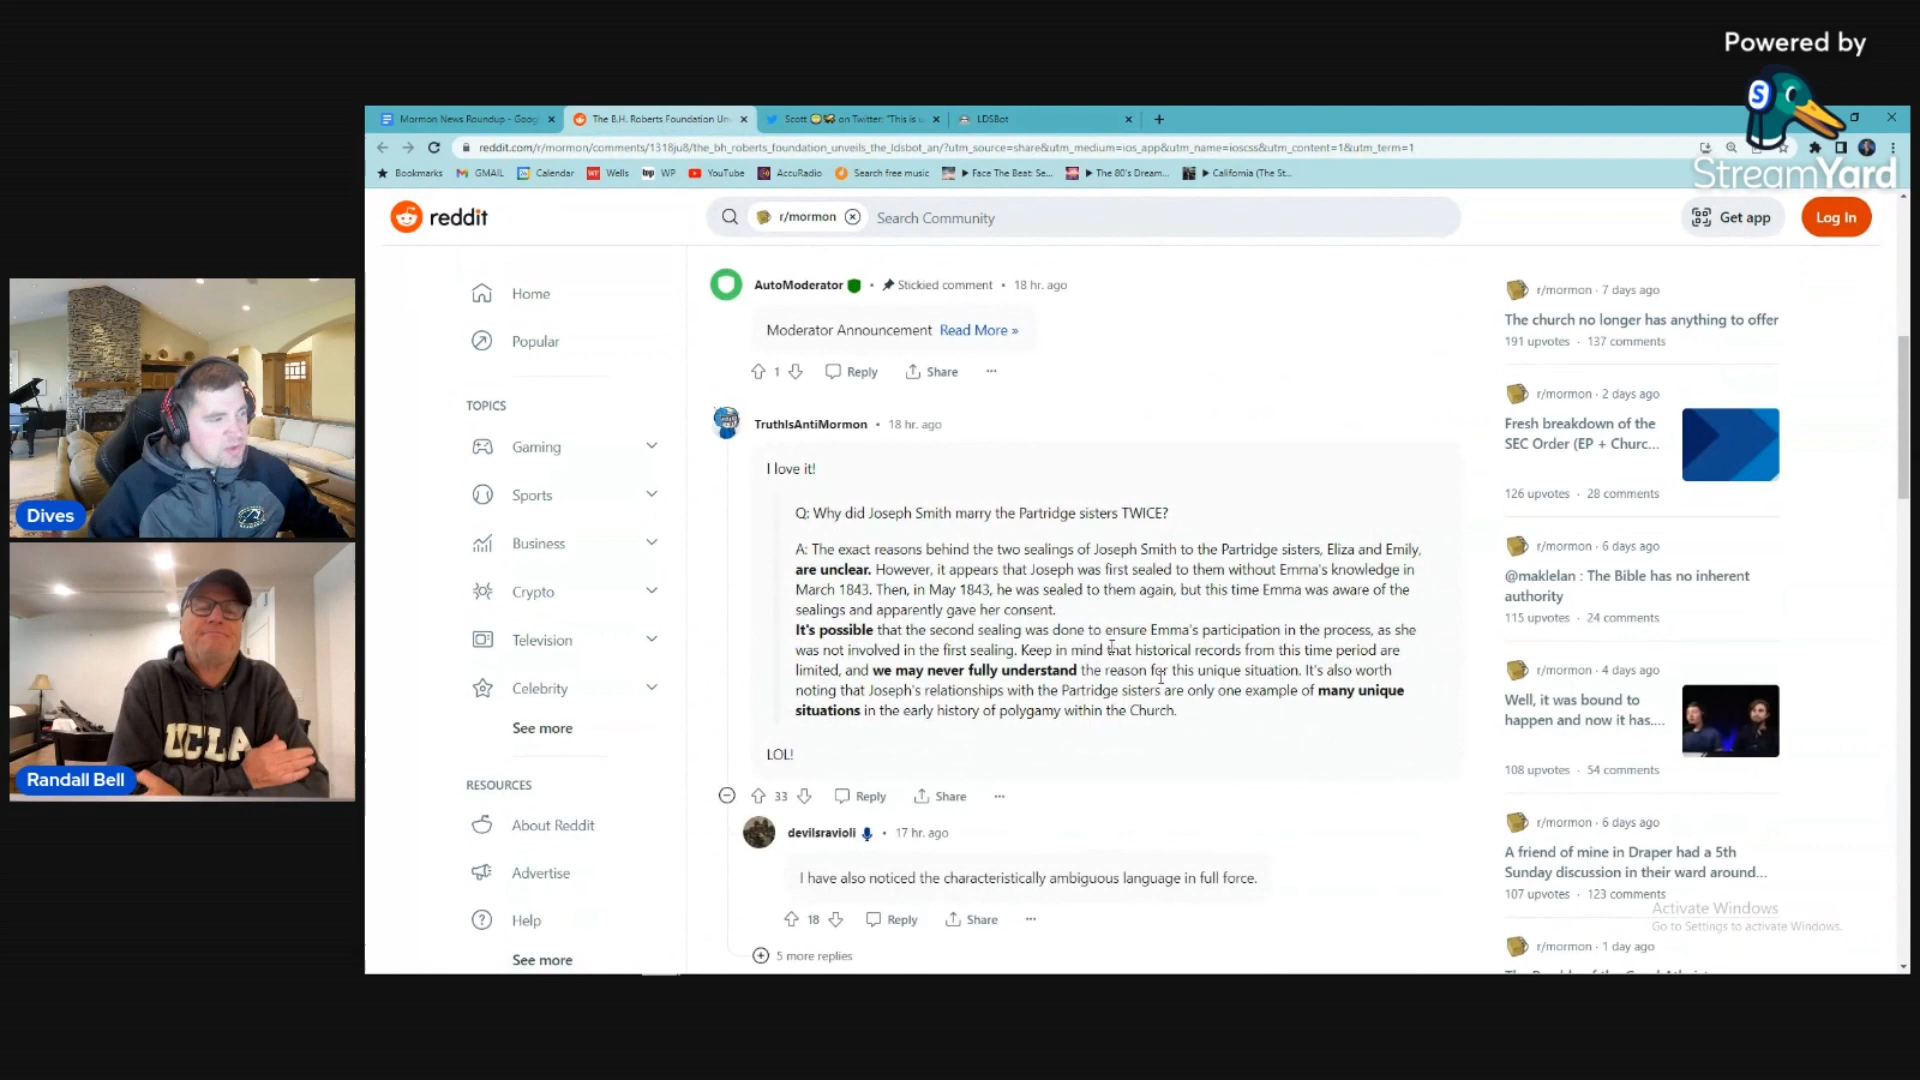 Powered by
StreamYard
Mormon News Roundup - Goog
The B.H. Roberts Foundation Un
Scott on Twitter: "This is u
LDSBot
reddit.com/r/mormon/comments/1318ju8/the_bh_roberts_foundation_unveils_the_ldsbot_an/?utm_source=share&utm_medium=ios_app&utm_name=ioscss&utm_content=1&utm_term=1
Bookmarks GMAIL Calendar Wells WP YouTube AccuRadio Search free music Face The Beat: Se... The 80's Dream... California (The St...
reddit
r/mormon
Search Community
Get app
Log In
Home
Popular
TOPICS
Gaming
Sports
Business
Crypto
Television
Celebrity
See more
RESOURCES
About Reddit
Advertise
Help
See more
AutoModerator • Stickied comment • 18 hr. ago
Moderator Announcement Read More »
1 Reply Share ...
TruthIsAntiMormon • 18 hr. ago
I love it!
Q: Why did Joseph Smith marry the Partridge sisters TWICE?
A: The exact reasons behind the two sealings of Joseph Smith to the Partridge sisters, Eliza and Emily,
are unclear. However, it appears that Joseph was first sealed to them without Emma's knowledge in
March 1843. Then, in May 1843, he was sealed to them again, but this time Emma was aware of the
sealings and apparently gave her consent.
It's possible that the second sealing was done to ensure Emma's participation in the process, as she
was not involved in the first sealing. Keep in mind that historical records from this time period are
limited, and we may never fully understand the reason for this unique situation. It's also worth
noting that Joseph's relationships with the Partridge sisters are only one example of many unique
situations in the early history of polygamy within the Church.
LOL!
33 Reply Share ...
devilsravioli • 17 hr. ago
I have also noticed the characteristically ambiguous language in full force.
18 Reply Share ...
5 more replies
r/mormon · 7 days ago
The church no longer has anything to offer
191 upvotes · 137 comments
r/mormon · 2 days ago
Fresh breakdown of the
SEC Order (EP + Churc...
126 upvotes · 28 comments
r/mormon · 6 days ago
@maklelan : The Bible has no inherent
authority
115 upvotes · 24 comments
r/mormon · 4 days ago
Well, it was bound to
happen and now it has....
108 upvotes · 54 comments
r/mormon · 6 days ago
A friend of mine in Draper had a 5th
Sunday discussion in their ward around...
107 upvotes · 123 comments
Activate Windows
Go to Settings to activate Windows.
r/mormon · 1 day ago
Dives
UCLA
Randall Bell